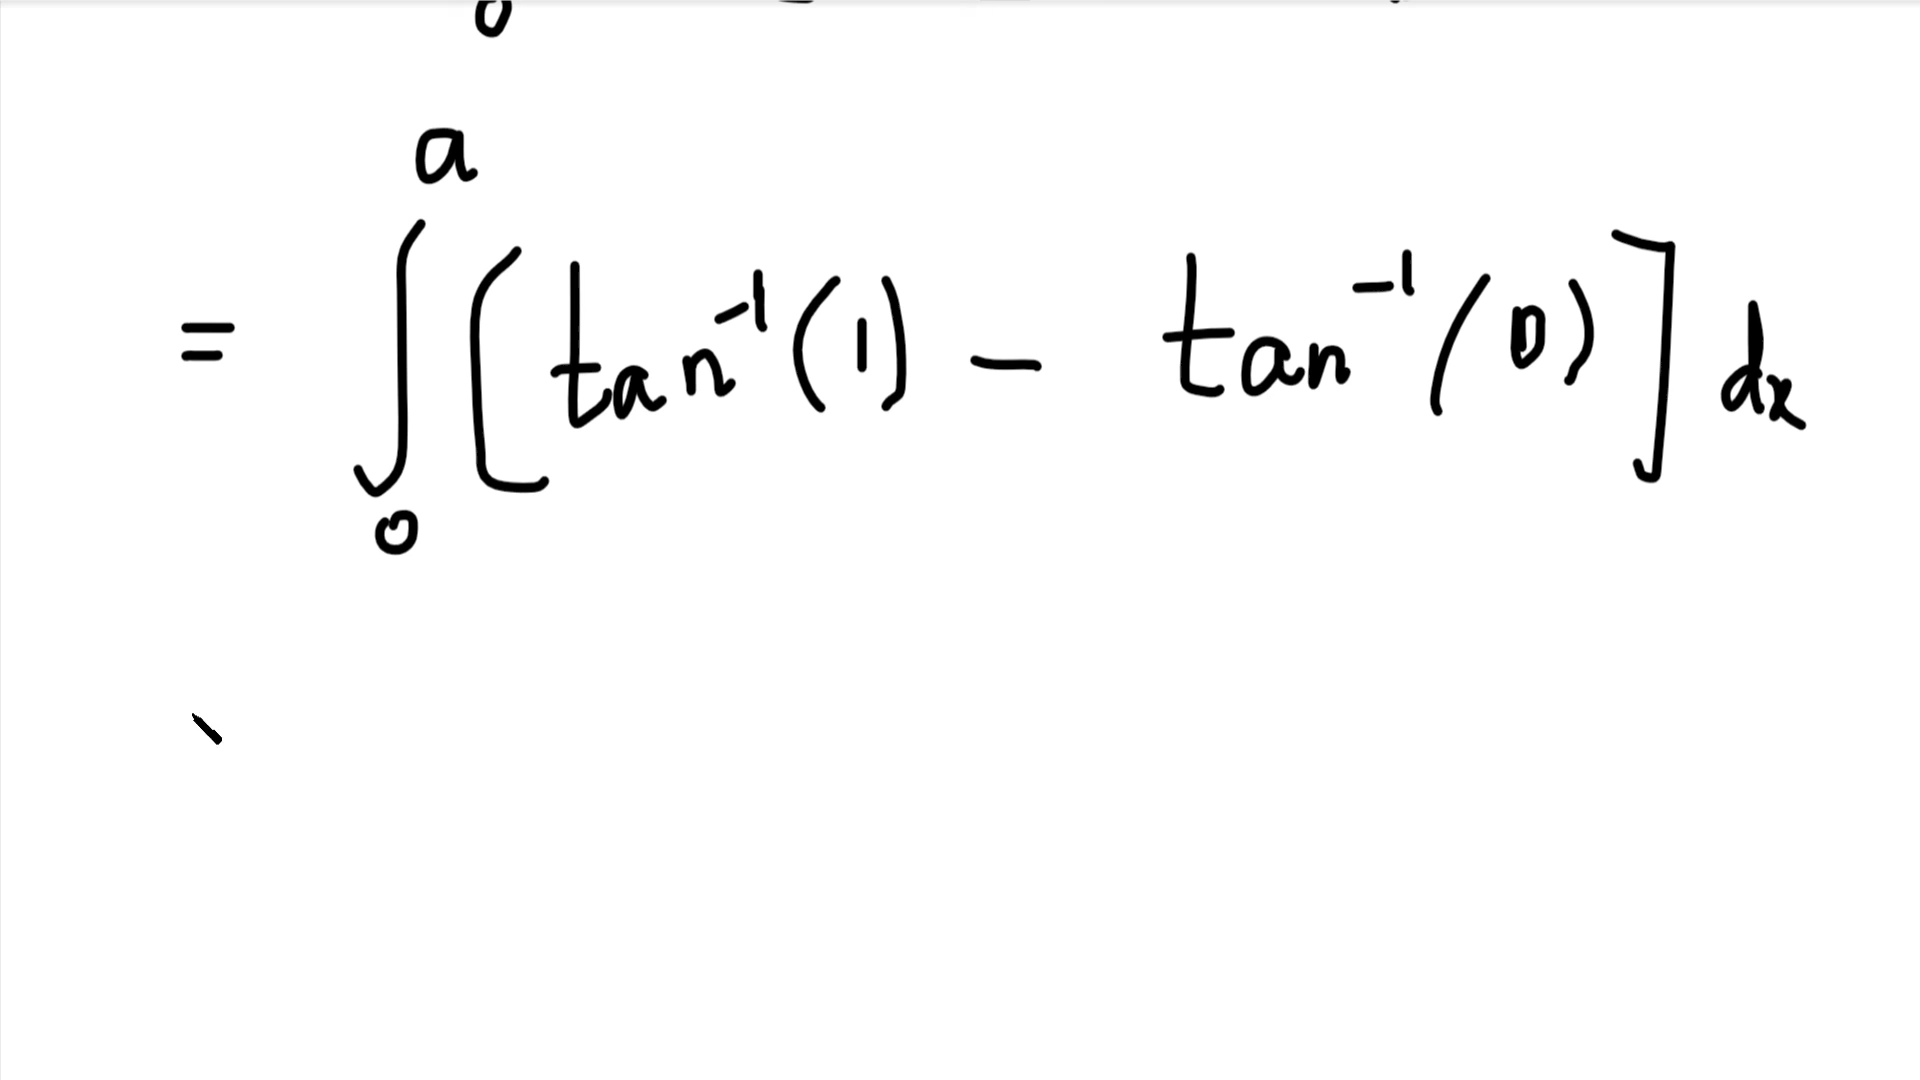 a
= ∫ [ tan⁻¹(1) − tan⁻¹(0) ] dx
0